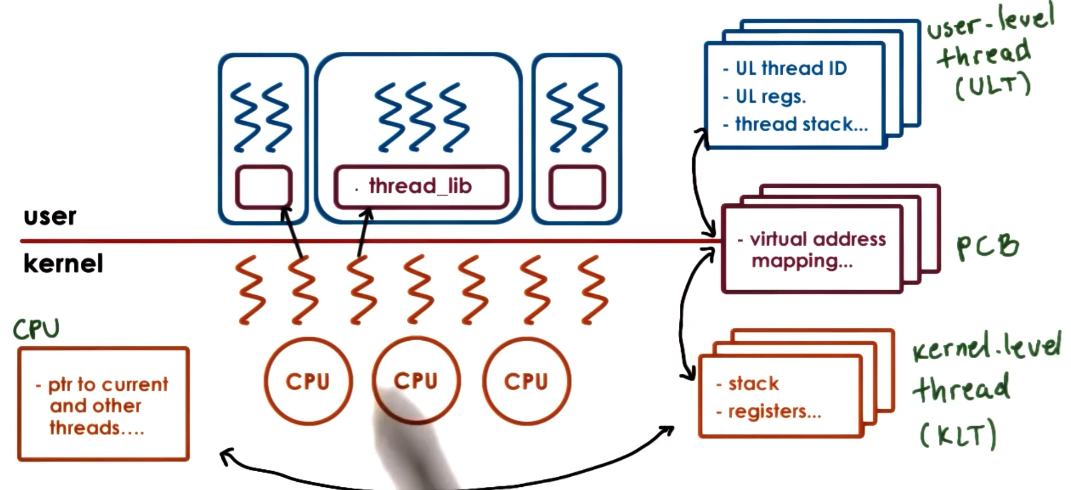 - UL thread ID
- UL regs.
- thread stack...
user-level
thread
(ULT)
thread_lib
user
kernel
- virtual address
mapping...
PCB
CPU
- ptr to current
and other
threads....
CPU
CPU
CPU
- stack
- registers...
kernel-level
thread
(KLT)